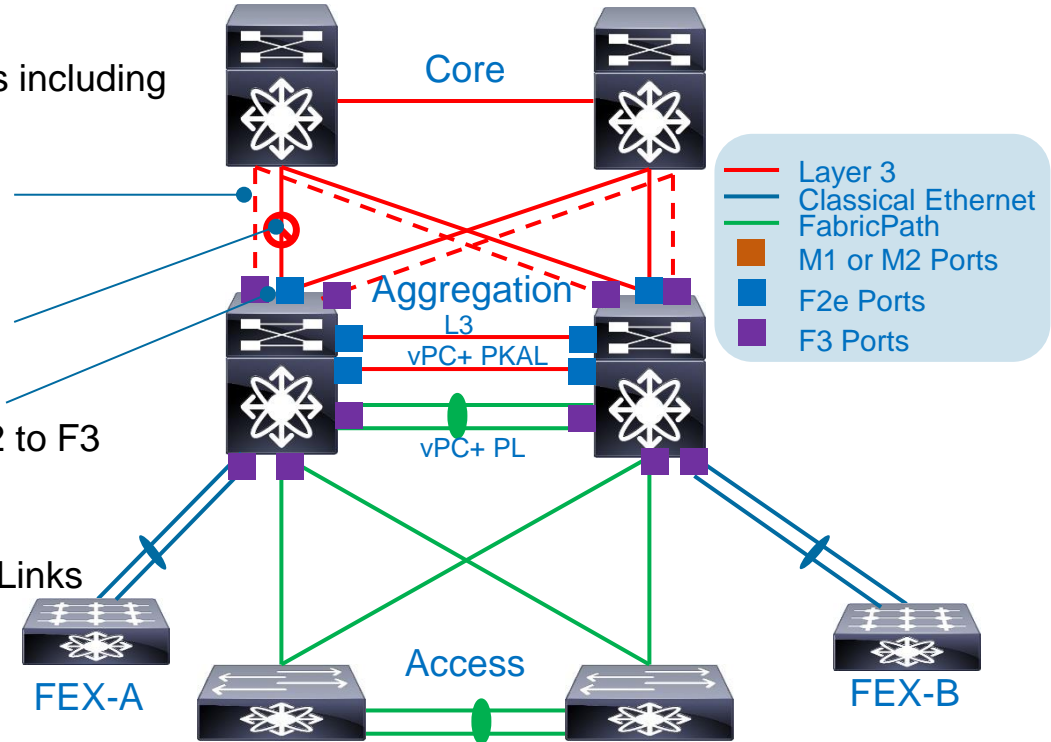 s including
2 to F3
Links
Core
Layer 3
Classical Ethernet
FabricPath
M1 or M2 Ports
F2e Ports
F3 Ports
Aggregation
L3
vPC+ PKAL
vPC+ PL
Access
FEX-A
FEX-B